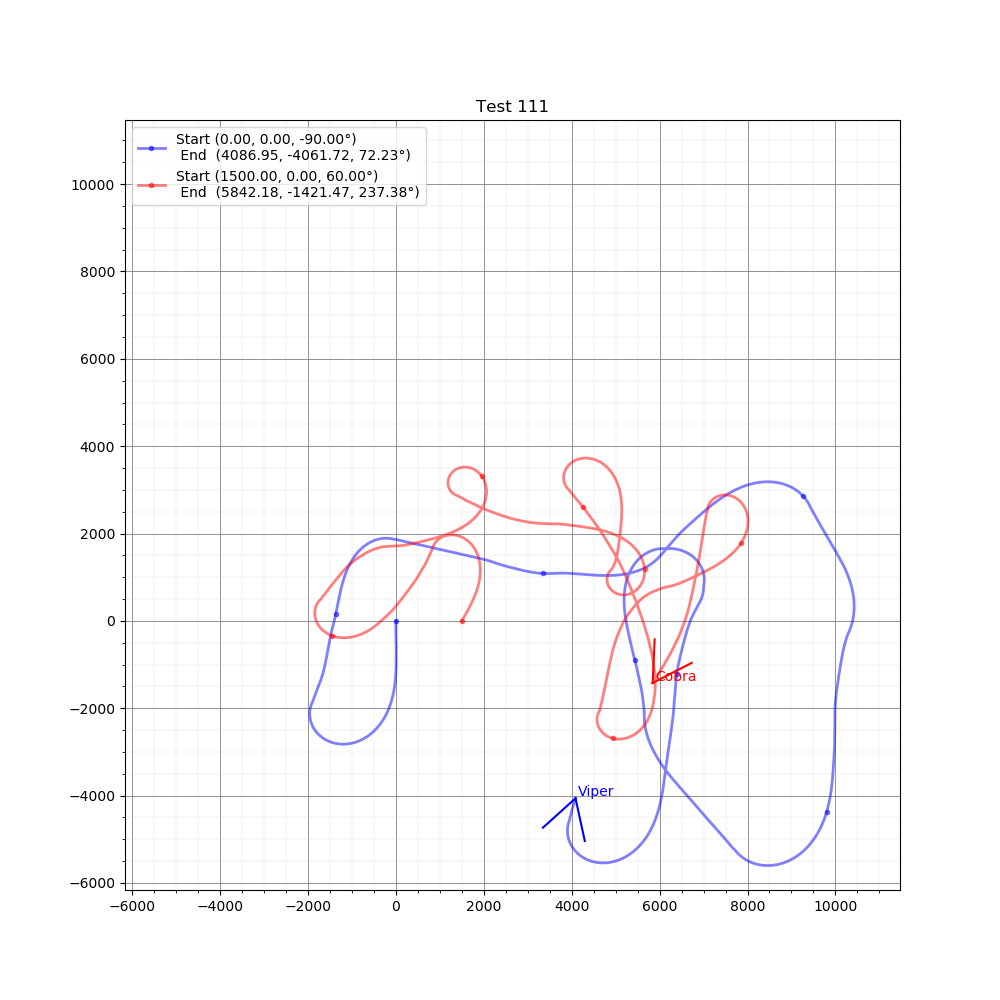 Test 111
Start (0.00, 0.00, -90.00°)
End (4086.95, -4061.72, 72.23°)
Start (1500.00, 0.00, 60.00°)
End (5842.18, -1421.47, 237.38°)
10000
8000
6000
4000
2000
0
−2000
−4000
−6000
Cobra
Viper
−6000 −4000 −2000 0 2000 4000 6000 8000 10000